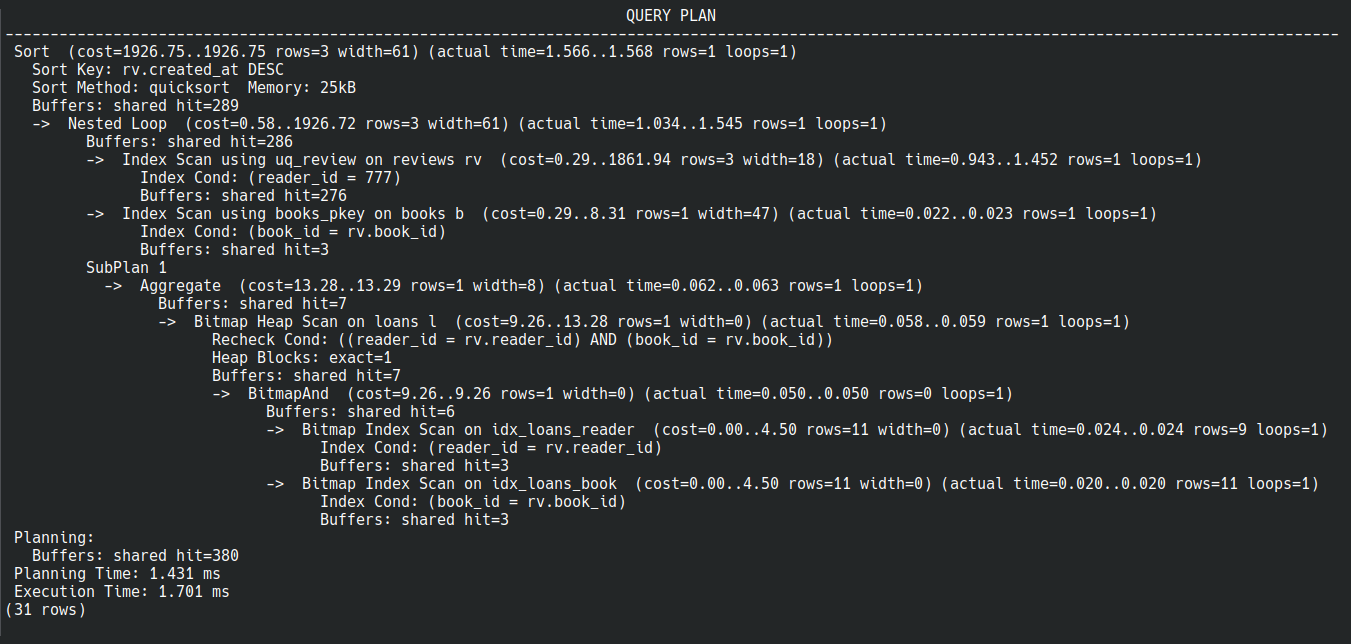 QUERY PLAN
----------------------------------------------------------------------------------------------------------------------------------------------------
Sort  (cost=1926.75..1926.75 rows=3 width=61) (actual time=1.566..1.568 rows=1 loops=1)
  Sort Key: rv.created_at DESC
  Sort Method: quicksort  Memory: 25kB
  Buffers: shared hit=289
  ->  Nested Loop  (cost=0.58..1926.72 rows=3 width=61) (actual time=1.034..1.545 rows=1 loops=1)
        Buffers: shared hit=286
        ->  Index Scan using uq_review on reviews rv  (cost=0.29..1861.94 rows=3 width=18) (actual time=0.943..1.452 rows=1 loops=1)
              Index Cond: (reader_id = 777)
              Buffers: shared hit=276
        ->  Index Scan using books_pkey on books b  (cost=0.29..8.31 rows=1 width=47) (actual time=0.022..0.023 rows=1 loops=1)
              Index Cond: (book_id = rv.book_id)
              Buffers: shared hit=3
        SubPlan 1
          ->  Aggregate  (cost=13.28..13.29 rows=1 width=8) (actual time=0.062..0.063 rows=1 loops=1)
                Buffers: shared hit=7
                ->  Bitmap Heap Scan on loans l  (cost=9.26..13.28 rows=1 width=0) (actual time=0.058..0.059 rows=1 loops=1)
                      Recheck Cond: ((reader_id = rv.reader_id) AND (book_id = rv.book_id))
                      Heap Blocks: exact=1
                      Buffers: shared hit=7
                      ->  BitmapAnd  (cost=9.26..9.26 rows=1 width=0) (actual time=0.050..0.050 rows=0 loops=1)
                            Buffers: shared hit=6
                            ->  Bitmap Index Scan on idx_loans_reader  (cost=0.00..4.50 rows=11 width=0) (actual time=0.024..0.024 rows=9 loops=1)
                                  Index Cond: (reader_id = rv.reader_id)
                                  Buffers: shared hit=3
                            ->  Bitmap Index Scan on idx_loans_book  (cost=0.00..4.50 rows=11 width=0) (actual time=0.020..0.020 rows=11 loops=1)
                                  Index Cond: (book_id = rv.book_id)
                                  Buffers: shared hit=3
Planning:
  Buffers: shared hit=380
Planning Time: 1.431 ms
Execution Time: 1.701 ms
(31 rows)